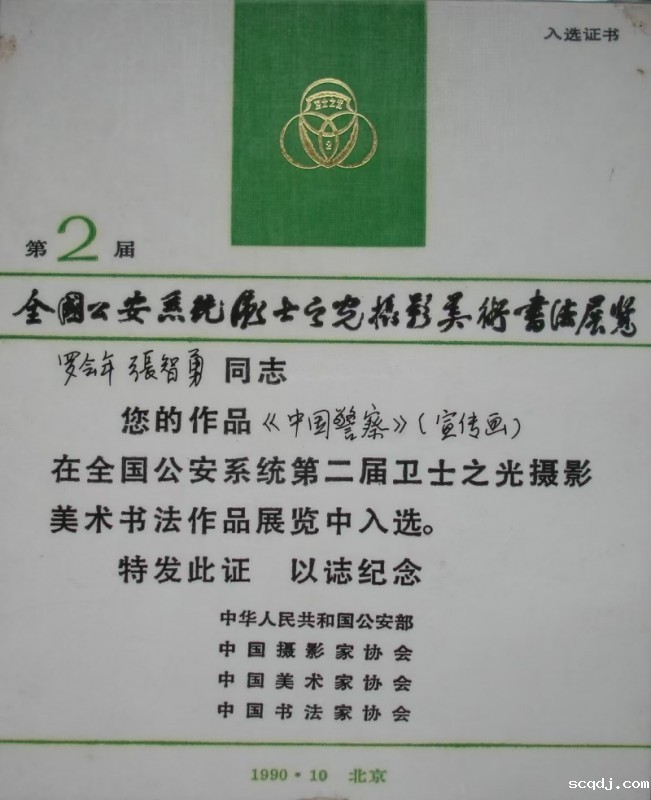 入选证书
卫士之光
第2届
全国公安系统卫士之光摄影美術书法展览
罗会年 張智勇 同志
您的作品《中国警察》(宣传画)
在全国公安系统第二届卫士之光摄影
美术书法作品展览中入选。
特发此证 以誌纪念
中华人民共和国公安部
中国摄影家协会
中国美术家协会
中国书法家协会
1990·10 北京
scqdj.com